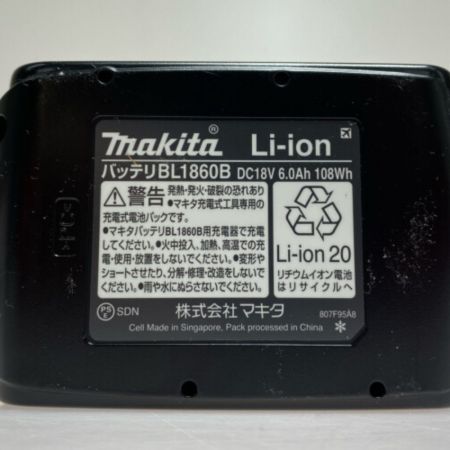 makita® Li-ion
バッテリBL1860B DC18V 6.0Ah 108Wh
警告 発熱・発火・破裂の恐れあり
マキタ充電式工具専用の
充電式電池パックです。
●マキタバッテリBL1860B用充電器で充電
してください。●火中投入、加熱、高温での充
電・使用・放置をしないでください。●変形や
ショートさせたり、分解・修理・改造をしないで
ください。●雨や水にぬらさないでください。
Li-ion 20
リチウムイオン電池
はリサイクルへ
PS E SDN 株式会社マキタ 807F95A8
Cell Made in Singapore, Pack processed in China